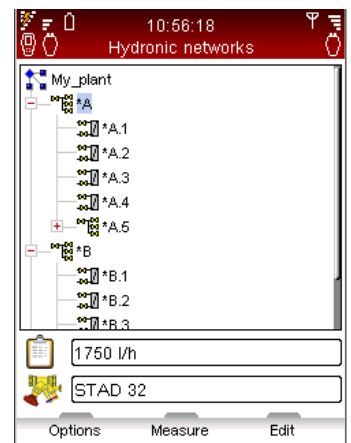 10:56:18
Hydronic networks
My_plant
*A
*A.1
*A.2
*A.3
*A.4
*A.5
*B
*B.1
*B.2
*B.3
1750 l/h
STAD 32
Options Measure Edit